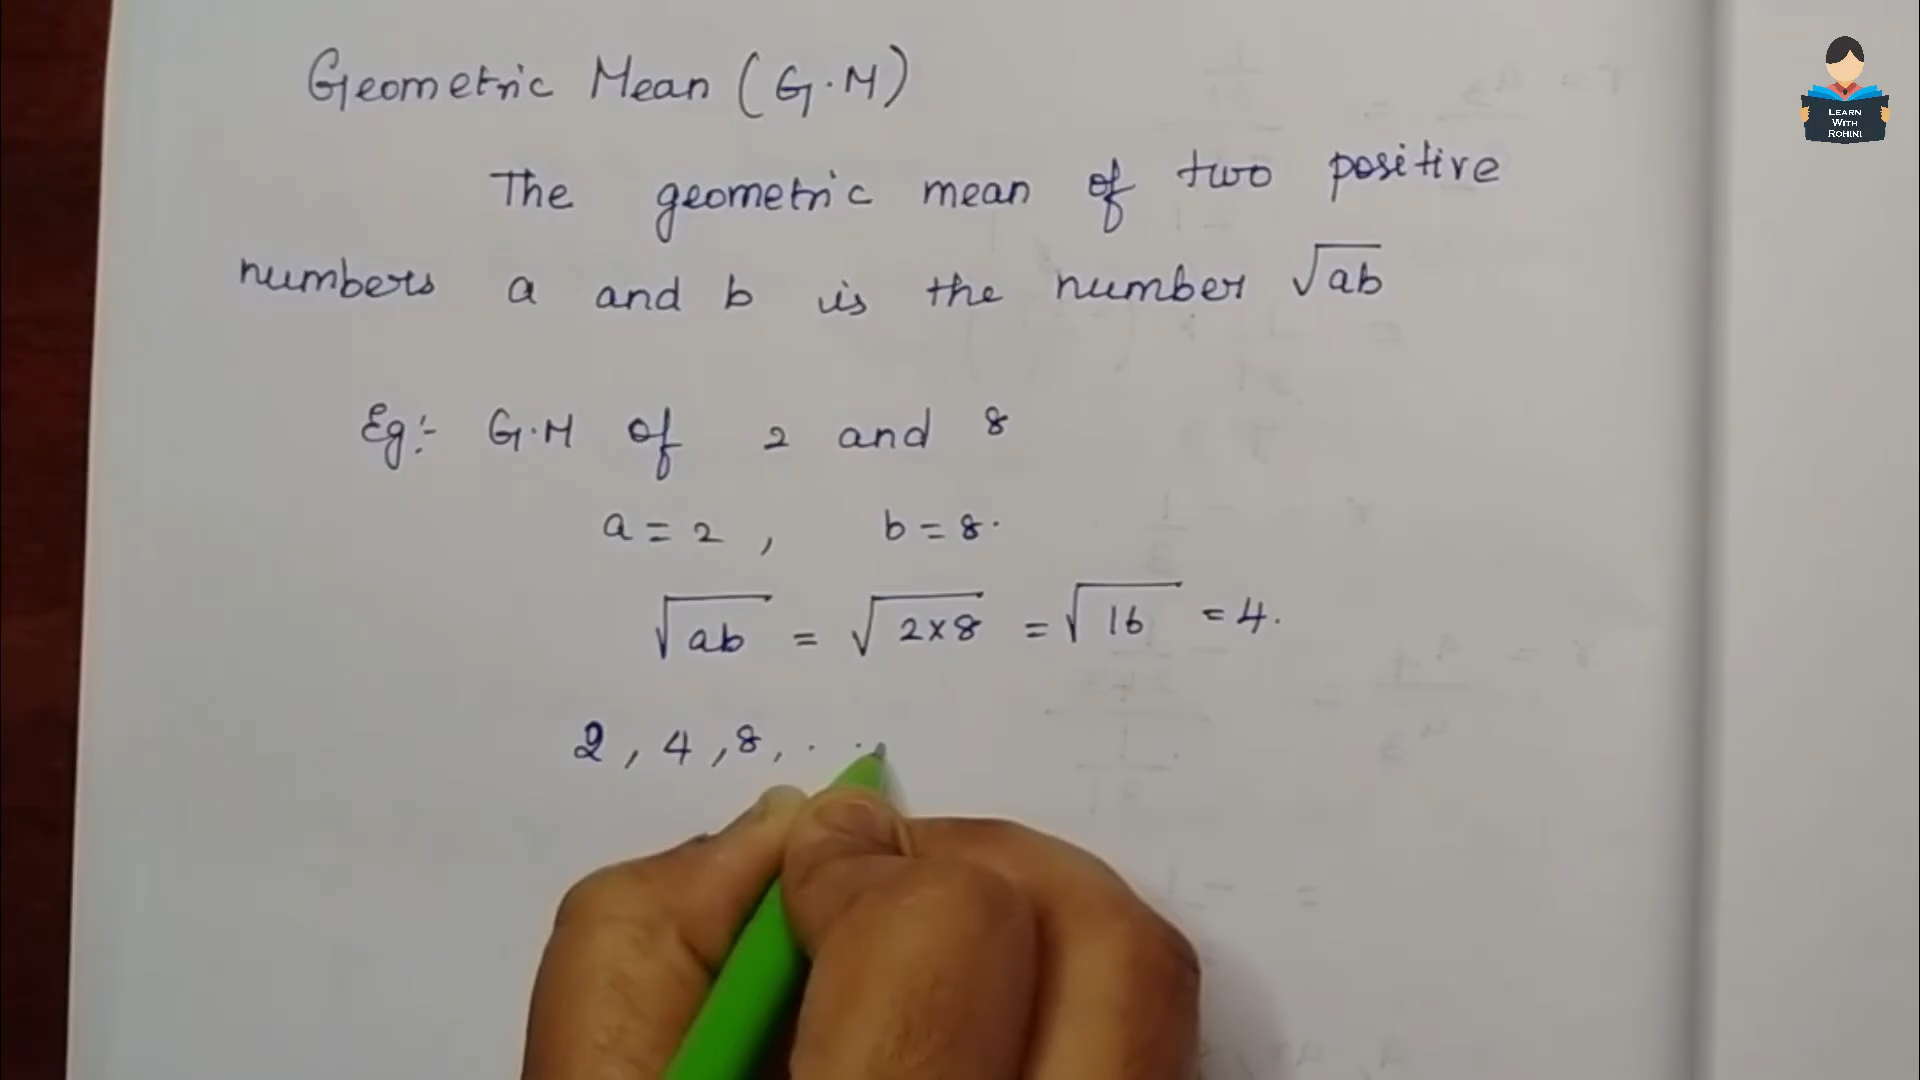 Geometric Mean (G.M)
The geometric mean of two positive
numbers a and b is the number √ab
Eg:- G.M of 2 and 8
a = 2 , b = 8.
√ab = √2×8 = √16 = 4.
2 , 4 , 8 , . .
LEARN
WITH
ROHINI